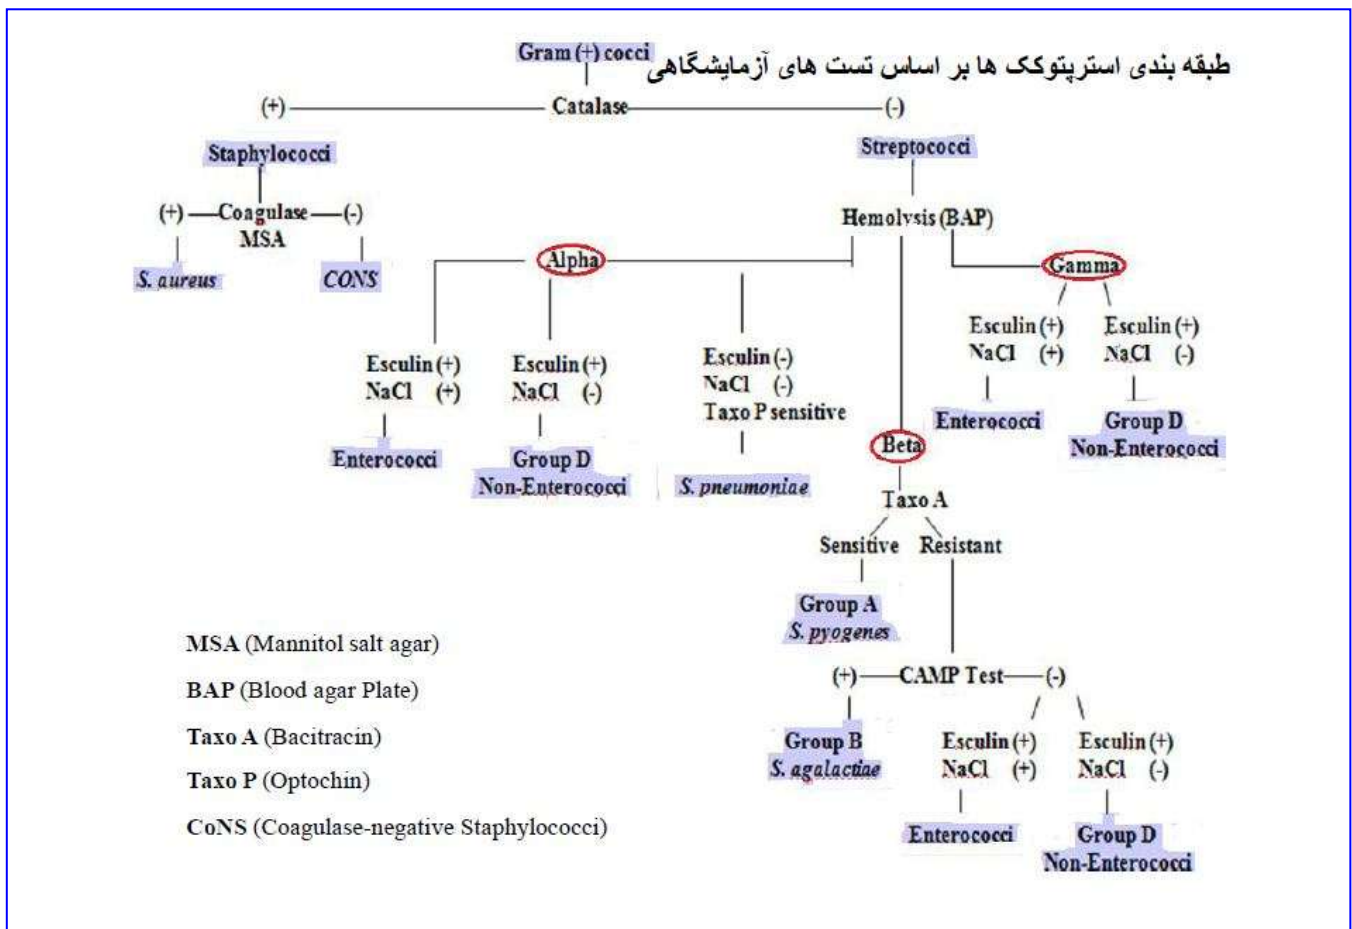 Gram (+) cocci
طبقه بندی استرپتوکک ها بر اساس تست های آزمایشگاهی
(+) Catalase (-)
Staphylococci
Streptococci
(+) Coagulase (-)
MSA
Hemolysis (BAP)
S. aureus
CONS
Alpha
Gamma
Esculin (+)
NaCl (+)
Enterococci
Esculin (+)
NaCl (-)
Group D
Non-Enterococci
Esculin (-)
NaCl (-)
Taxo P sensitive
S. pneumoniae
Esculin (+)
NaCl (+)
Enterococci
Esculin (+)
NaCl (-)
Group D
Non-Enterococci
Beta
Taxo A
Sensitive Resistant
Group A
S. pyogenes
(+) CAMP Test (-)
Group B
S. agalactiae
Esculin (+)
NaCl (+)
Enterococci
Esculin (+)
NaCl (-)
Group D
Non-Enterococci
MSA (Mannitol salt agar)
BAP (Blood agar Plate)
Taxo A (Bacitracin)
Taxo P (Optochin)
CoNS (Coagulase-negative Staphylococci)